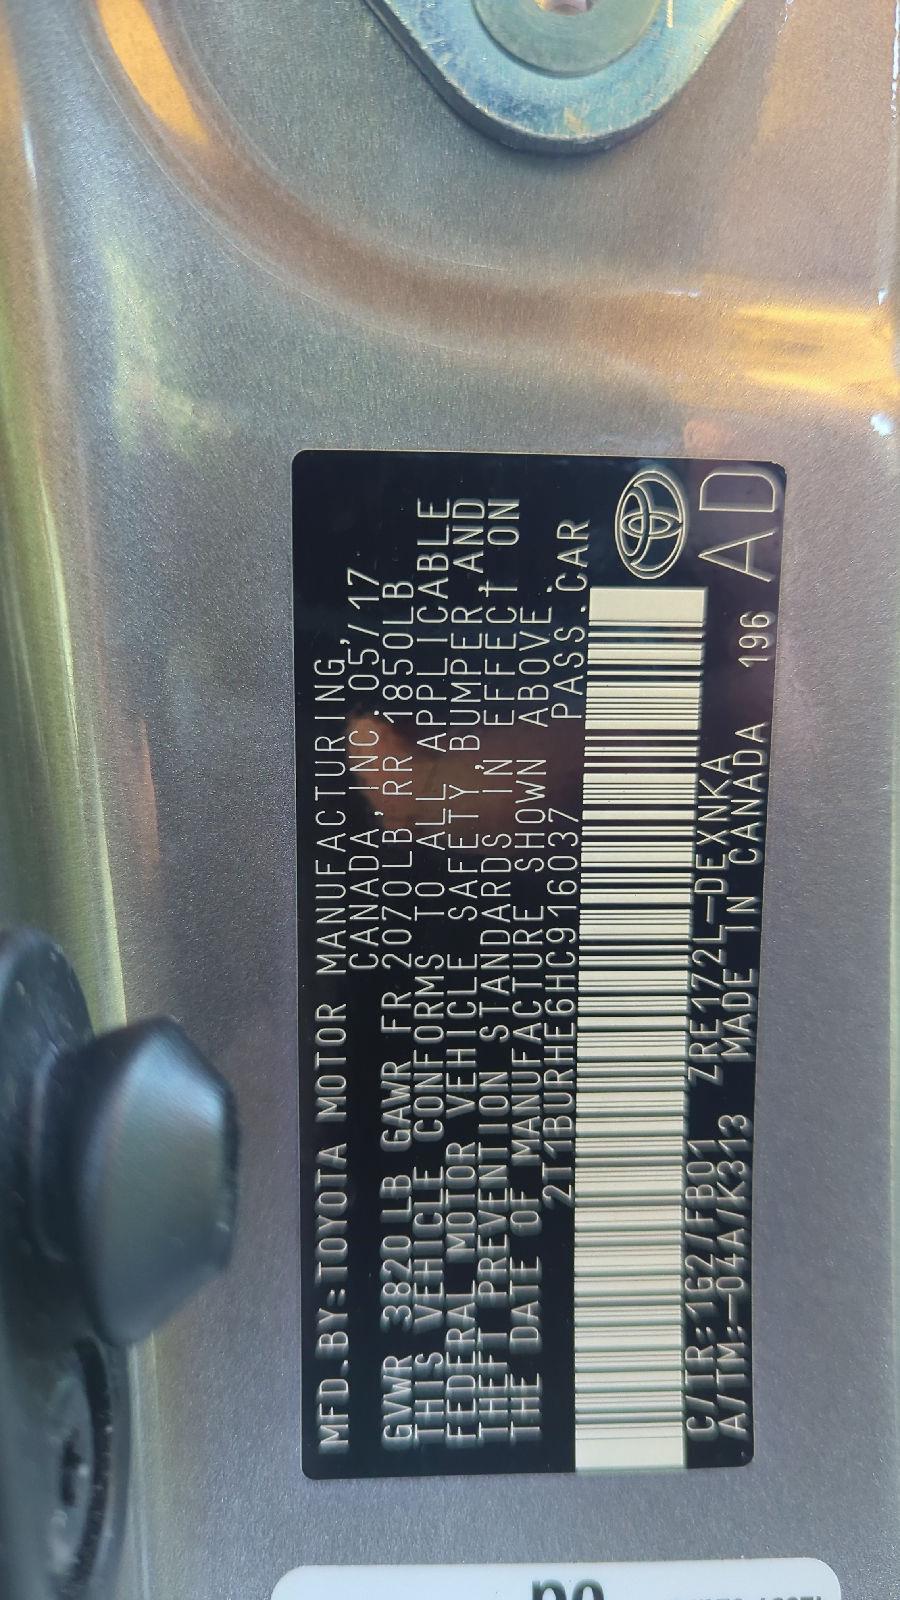 MFD.BY:TOYOTA MOTOR MANUFACTURING,
CANADA, INC. 05/17
GVWR 3820LB GAWR FR 2070LB, RR 1850LB
THIS VEHICLE CONFORMS TO ALL APPLICABLE
FEDERAL MOTOR VEHICLE SAFETY, BUMPER, AND
THEFT PREVENTION STANDARDS IN EFFECT ON
THE DATE OF MANUFACTURE SHOWN ABOVE.
2T1BURHE6HC916037 PASS.CAR
C/TR:1G2/FB01 ZRE172L-DEXNKA
A/TM:-04A/K313 MADE IN CANADA 196 AD